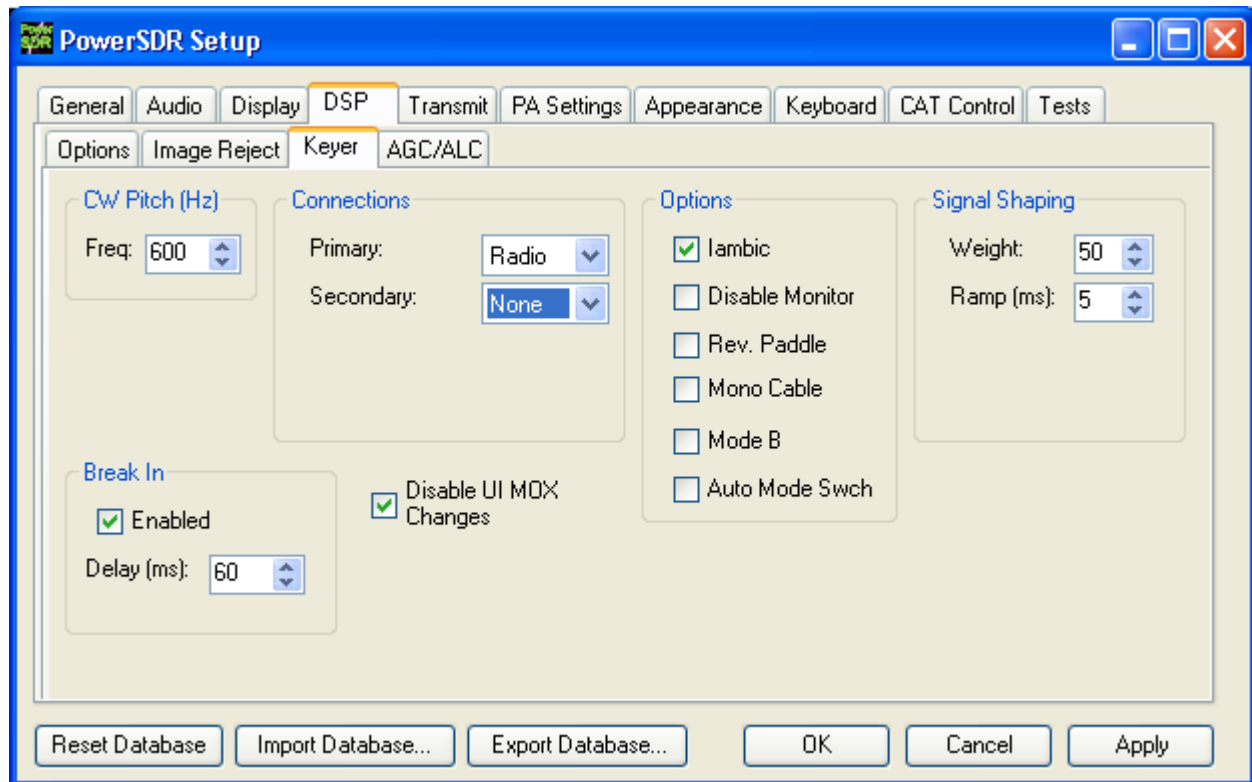 Power SDR PowerSDR Setup
General Audio Display DSP Transmit PA Settings Appearance Keyboard CAT Control Tests
Options Image Reject Keyer AGC/ALC
CW Pitch (Hz)
Freq: 600
Connections
Primary: Radio
Secondary: None
Options
Iambic
Disable Monitor
Rev. Paddle
Mono Cable
Mode B
Auto Mode Swch
Signal Shaping
Weight: 50
Ramp (ms): 5
Break In
Enabled
Delay (ms): 60
Disable UI MOX
Changes
Reset Database Import Database... Export Database... OK Cancel Apply